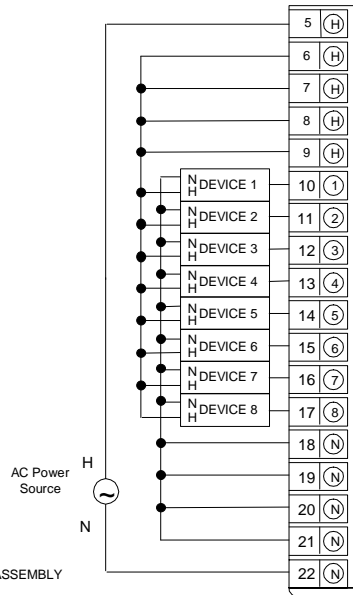 5 H
6 H
7 H
8 H
9 H
N DEVICE 1 10 1
H
N DEVICE 2 11 2
H
N DEVICE 3 12 3
H
N DEVICE 4 13 4
H
N DEVICE 5 14 5
H
N DEVICE 6 15 6
H
N DEVICE 7 16 7
H
N DEVICE 8 17 8
H
18 N
19 N
20 N
21 N
22 N
H
AC Power
Source
~
N
ASSEMBLY